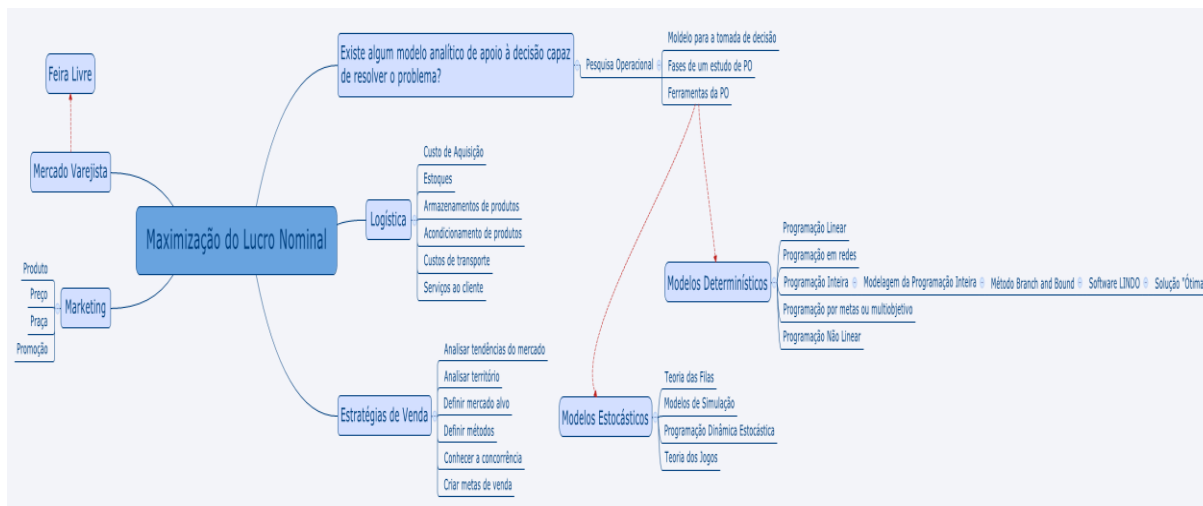 Feira Livre
Mercado Varejista
Maximização do Lucro Nominal
Marketing
Produto
Preço
Praça
Promoção
Existe algum modelo analítico de apoio à decisão capaz
de resolver o problema?
Pesquisa Operacional
Moldelo para a tomada de decisão
Fases de um estudo de PO
Ferramentas da PO
Logística
Custo de Aquisição
Estoques
Armazenamentos de produtos
Acondicionamento de produtos
Custos de transporte
Serviços ao cliente
Estratégias de Venda
Analisar tendências do mercado
Analisar território
Definir mercado alvo
Definir métodos
Conhecer a concorrência
Criar metas de venda
Modelos Determinísticos
Programação Linear
Programação em redes
Programação Inteira
Modelagem da Programação Inteira
Método Branch and Bound
Software LINDO
Solução "Ótima
Programação por metas ou multiobjetivo
Programação Não Linear
Modelos Estocásticos
Teoria das Filas
Modelos de Simulação
Programação Dinâmica Estocástica
Teoria dos Jogos